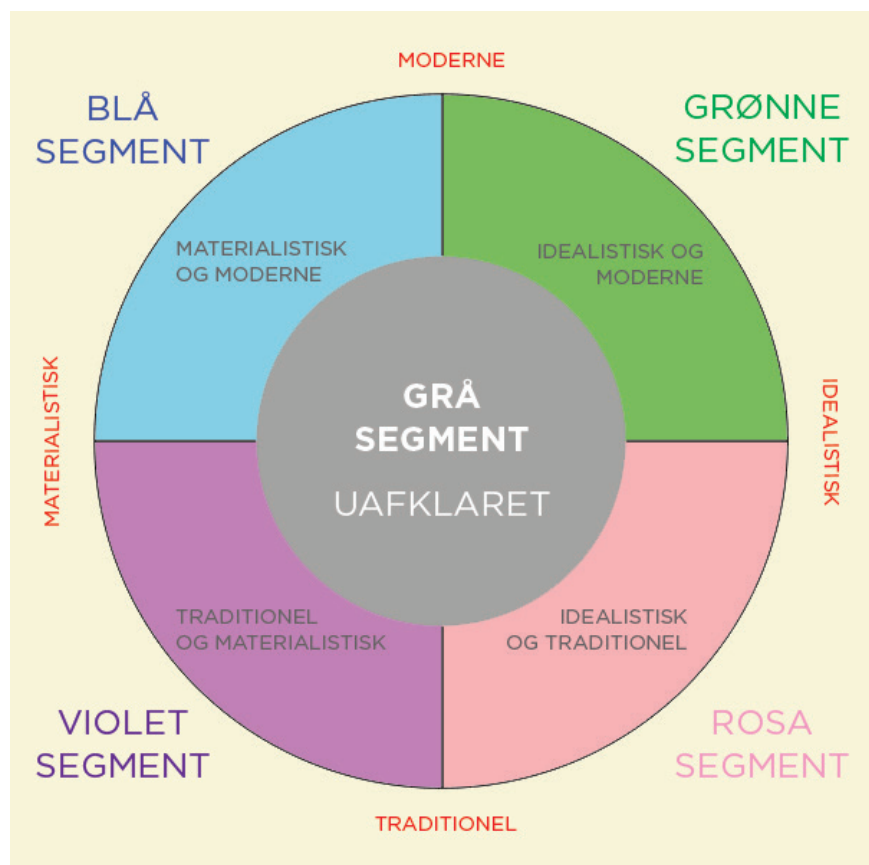 MODERNE
BLÅ
SEGMENT
GRØNNE
SEGMENT
MATERIALISTISK
OG MODERNE
IDEALISTISK OG
MODERNE
MATERIALISTISK
GRÅ
SEGMENT
UAFKLARET
IDEALISTISK
TRADITIONEL
OG MATERIALISTISK
IDEALISTISK
OG TRADITIONEL
VIOLET
SEGMENT
ROSA
SEGMENT
TRADITIONEL